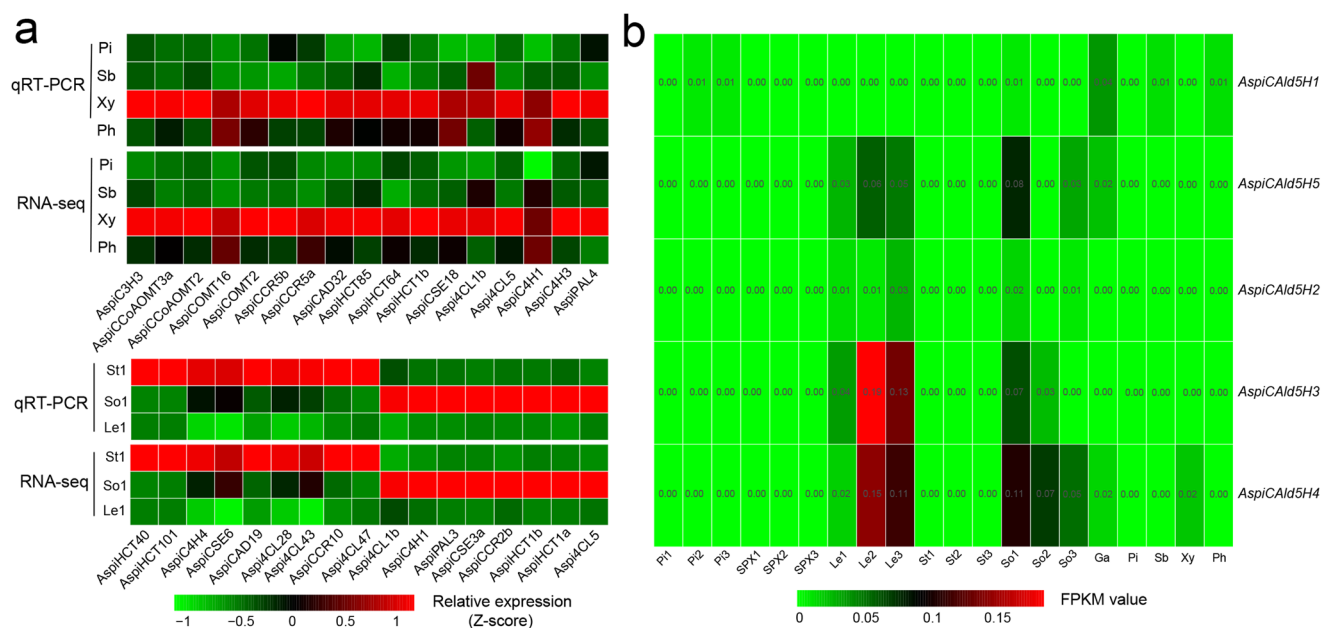 a
qRT-PCR
Pi
Sb
Xy
Ph
RNA-seq
Pi
Sb
Xy
Ph
AspiC3H3
AspiCCoAOMT3a
AspiCCoAOMT2
AspiCOMT16
AspiCOMT2
AspiCCR5b
AspiCCR5a
AspiCAD32
AspiHCT85
AspiHCT64
AspiHCT1b
AspiCSE18
Aspi4CL1b
Aspi4CL5
AspiC4H1
AspiC4H3
AspiPAL4
qRT-PCR
St1
So1
Le1
RNA-seq
St1
So1
Le1
AspiHCT40
AspiHCT101
AspiC4H4
AspiCSE6
AspiCAD19
Aspi4CL28
Aspi4CL43
AspiCCR10
Aspi4CL47
Aspi4CL1b
AspiC4H1
AspiPAL3
AspiCSE3a
AspiCCR2b
AspiHCT1b
AspiHCT1a
Aspi4CL5
−1 −0.5 0 0.5 1
Relative expression
(Z-score)
b
0.00 0.01 0.01 0.00 0.00 0.00 0.00 0.00 0.00 0.00 0.00 0.00 0.01 0.00 0.00 0.04 0.00 0.01 0.00 0.01 AspiCAld5H1
0.00 0.00 0.00 0.00 0.00 0.00 0.03 0.06 0.00 0.00 0.00 0.08 0.00 0.03 0.02 0.00 0.00 0.00 0.00 AspiCAld5H5
0.00 0.00 0.00 0.00 0.00 0.00 0.01 0.01 0.03 0.00 0.00 0.00 0.02 0.00 0.01 0.00 0.00 0.00 0.00 0.00 AspiCAld5H2
0.00 0.00 0.00 0.00 0.00 0.00 0.04 0.13 0.00 0.00 0.00 0.07 0.03 0.00 0.00 0.00 0.00 0.00 0.00 AspiCAld5H3
0.00 0.00 0.00 0.00 0.00 0.00 0.02 0.15 0.11 0.00 0.00 0.00 0.11 0.07 0.02 0.00 0.00 0.02 0.00 AspiCAld5H4
Pi1 Pi2 Pi3 SPX1 SPX2 SPX3 Le1 Le2 Le3 St1 St2 St3 So1 So2 So3 Ga Pi Sb Xy Ph
0 0.05 0.1 0.15
FPKM value